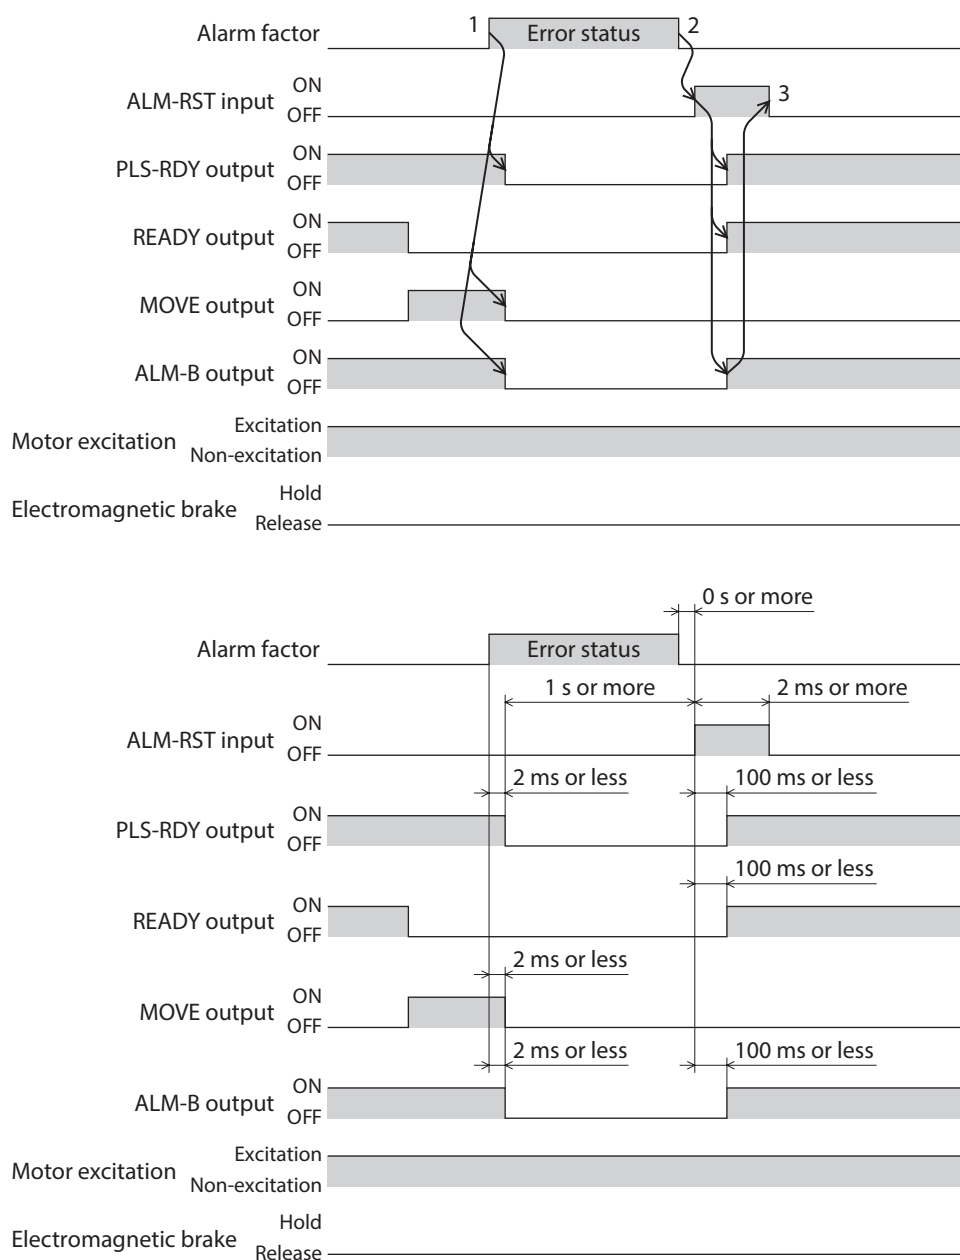 1 Error status 2
Alarm factor
ON
ALM-RST input
OFF
3
ON
PLS-RDY output
OFF
ON
READY output
OFF
ON
MOVE output
OFF
ON
ALM-B output
OFF
Excitation
Motor excitation
Non-excitation
Hold
Electromagnetic brake
Release
0 s or more
Alarm factor
Error status
1 s or more
2 ms or more
ON
ALM-RST input
OFF
2 ms or less
100 ms or less
ON
PLS-RDY output
OFF
100 ms or less
ON
READY output
OFF
2 ms or less
ON
MOVE output
OFF
2 ms or less
100 ms or less
ON
ALM-B output
OFF
Excitation
Motor excitation
Non-excitation
Hold
Electromagnetic brake
Release